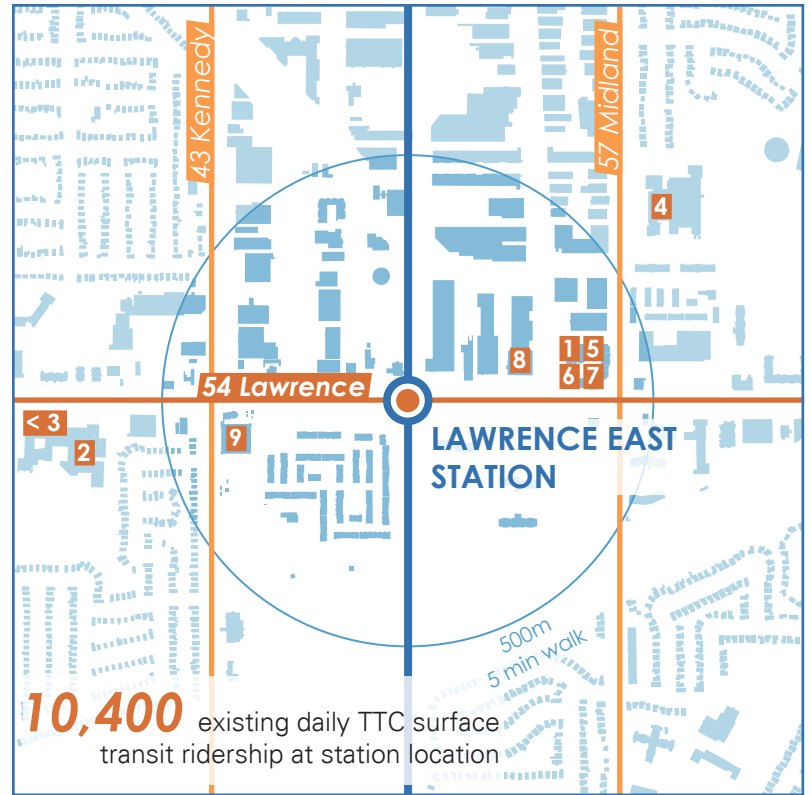 43 Kennedy
57 Midland
4
1 5
8
6 7
54 Lawrence
< 3
9
2
LAWRENCE EAST
STATION
500m
5 min walk
10,400 existing daily TTC surface
transit ridership at station location